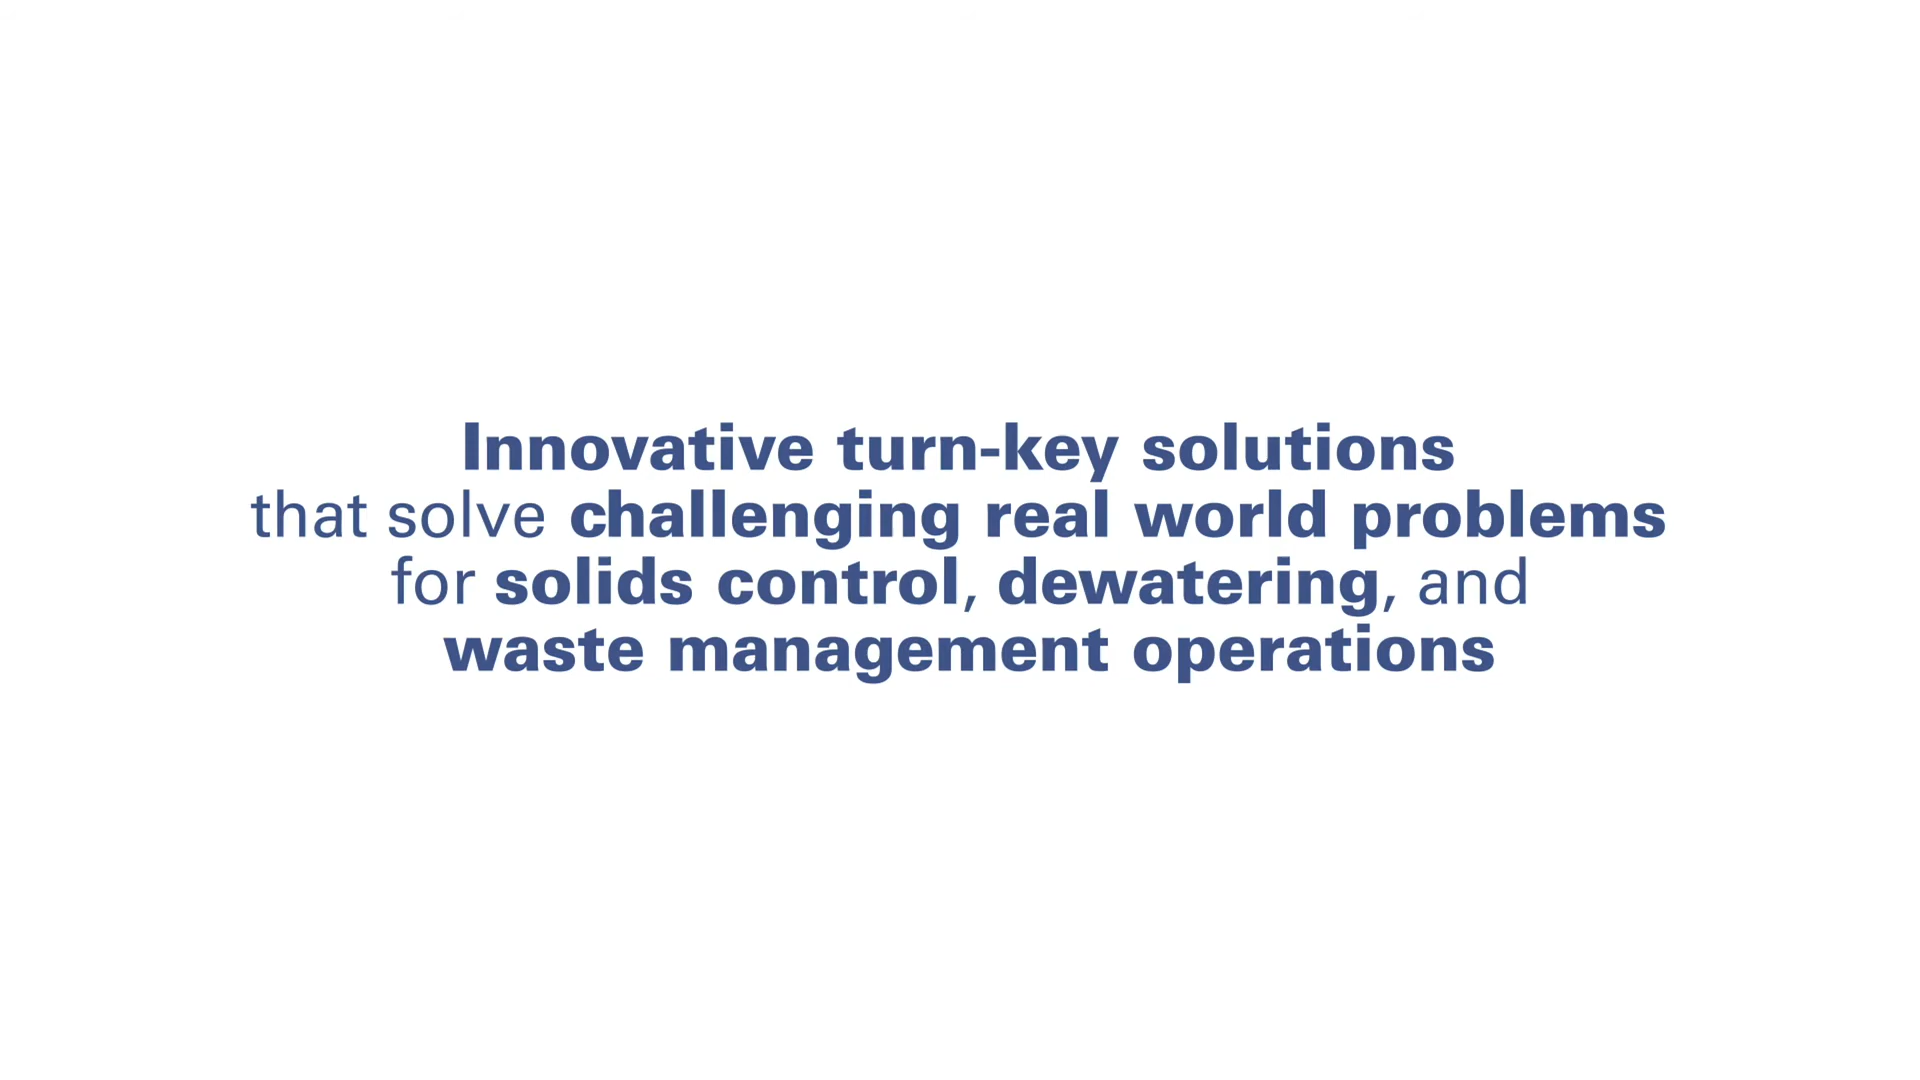 Innovative turn-key solutions
that solve challenging real world problems
for solids control, dewatering, and
waste management operations